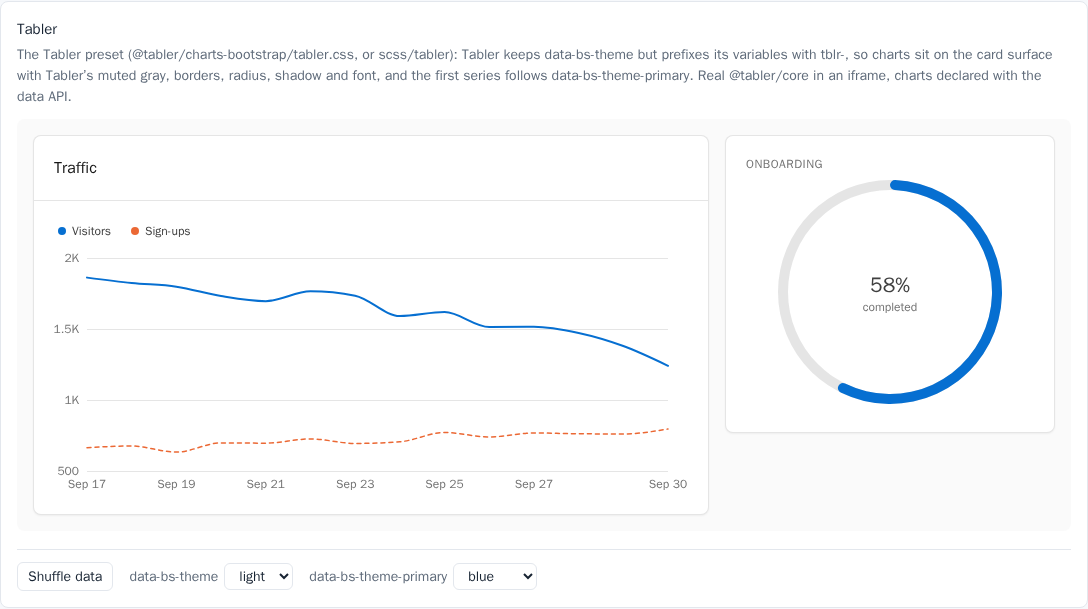 Tabler
The Tabler preset (@tabler/charts-bootstrap/tabler.css, or scss/tabler): Tabler keeps data-bs-theme but prefixes its variables with tblr-, so charts sit on the card surface
with Tabler's muted gray, borders, radius, shadow and font, and the first series follows data-bs-theme-primary. Real @tabler/core in an iframe, charts declared with the
data API.
Traffic
Visitors
Sign-ups
2K
1.5K
1K
500
Sep 17
Sep 19
Sep 21
Sep 23
Sep 25
Sep 27
Sep 30
ONBOARDING
58%
completed
Shuffle data
data-bs-theme
light
data-bs-theme-primary
blue